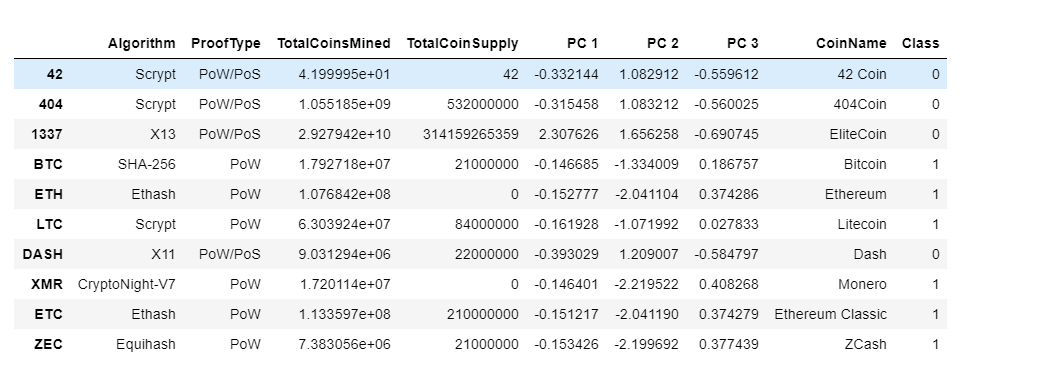 Algorithm ProofType TotalCoinsMined TotalCoinSupply PC 1 PC 2 PC 3 CoinName Class
42 Scrypt PoW/PoS 4.199995e+01 42 -0.332144 1.082912 -0.559612 42 Coin 0
404 Scrypt PoW/PoS 1.055185e+09 532000000 -0.315458 1.083212 -0.560025 404Coin 0
1337 X13 PoW/PoS 2.927942e+10 314159265359 2.307626 1.656258 -0.690745 EliteCoin 0
BTC SHA-256 PoW 1.792718e+07 21000000 -0.146685 -1.334009 0.186757 Bitcoin 1
ETH Ethash PoW 1.076842e+08 0 -0.152777 -2.041104 0.374286 Ethereum 1
LTC Scrypt PoW 6.303924e+07 84000000 -0.161928 -1.071992 0.027833 Litecoin 1
DASH X11 PoW/PoS 9.031294e+06 22000000 -0.393029 1.209007 -0.584797 Dash 0
XMR CryptoNight-V7 PoW 1.720114e+07 0 -0.146401 -2.219522 0.408268 Monero 1
ETC Ethash PoW 1.133597e+08 210000000 -0.151217 -2.041190 0.374279 Ethereum Classic 1
ZEC Equihash PoW 7.383056e+06 21000000 -0.153426 -2.199692 0.377439 ZCash 1